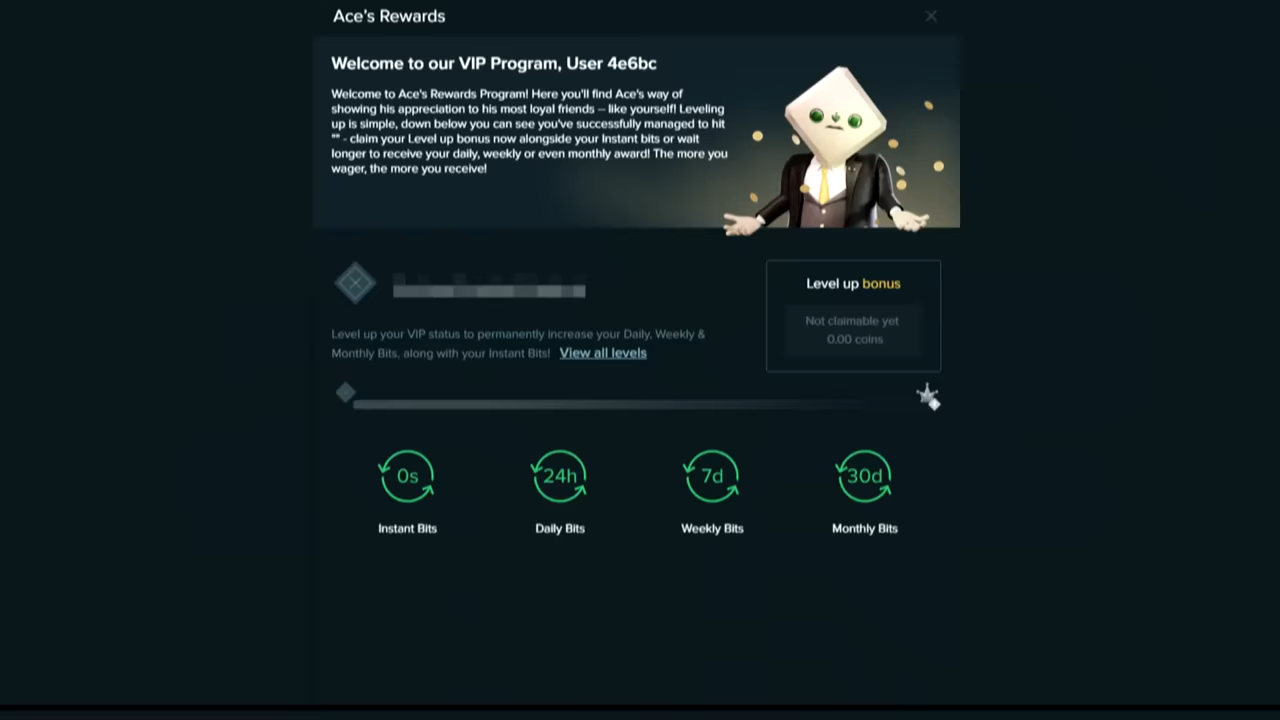 Ace's Rewards
Welcome to our VIP Program, User 4e6bc
Welcome to Ace's Rewards Program! Here you'll find Ace's way of
showing his appreciation to his most loyal friends – like yourself! Leveling
up is simple, down below you can see you've successfully managed to hit
"" - claim your Level up bonus now alongside your Instant bits or wait
longer to receive your daily, weekly or even monthly award! The more you
wager, the more you receive!
Level up bonus
Not claimable yet
0.00 coins
Level up your VIP status to permanently increase your Daily, Weekly &
Monthly Bits, along with your Instant Bits! View all levels
0s
24h
7d
30d
Instant Bits
Daily Bits
Weekly Bits
Monthly Bits